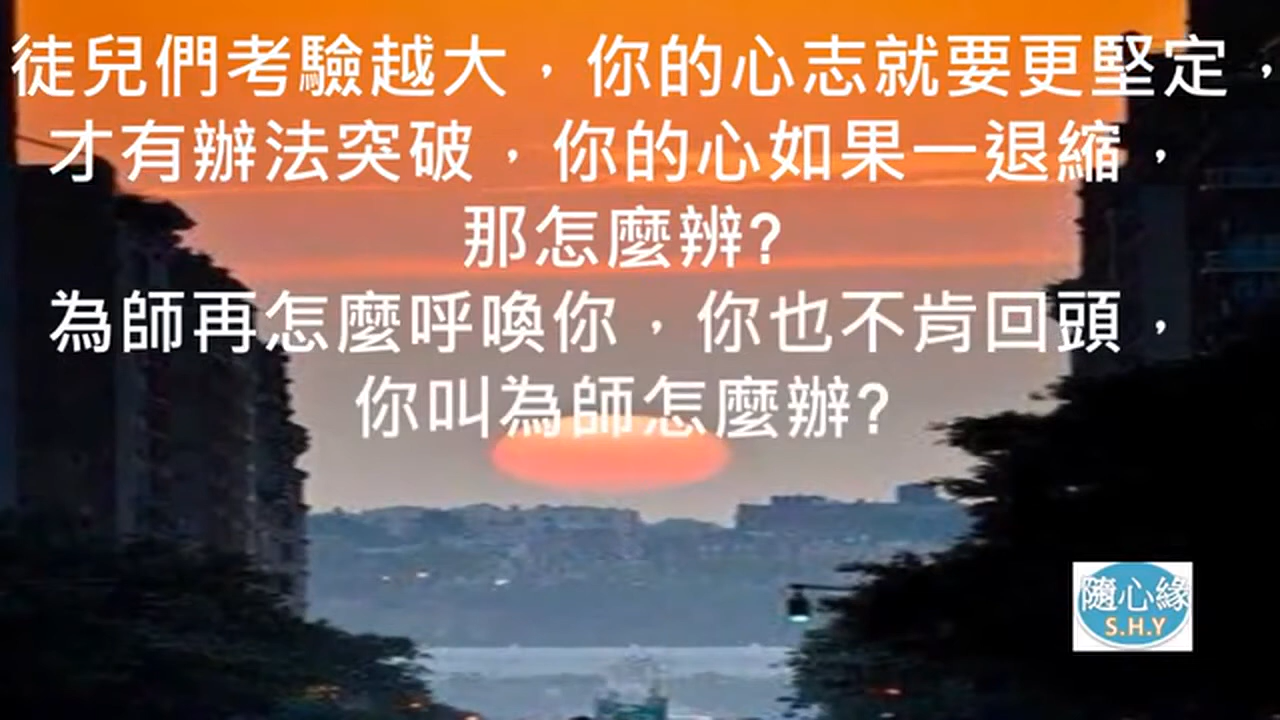 徒兒們考驗越大，你的心志就要更堅定，
才有辦法突破，你的心如果一退縮，
那怎麼辨?
為師再怎麼呼喚你，你也不肯回頭，
你叫為師怎麼辦?
隨心緣
S.H.Y